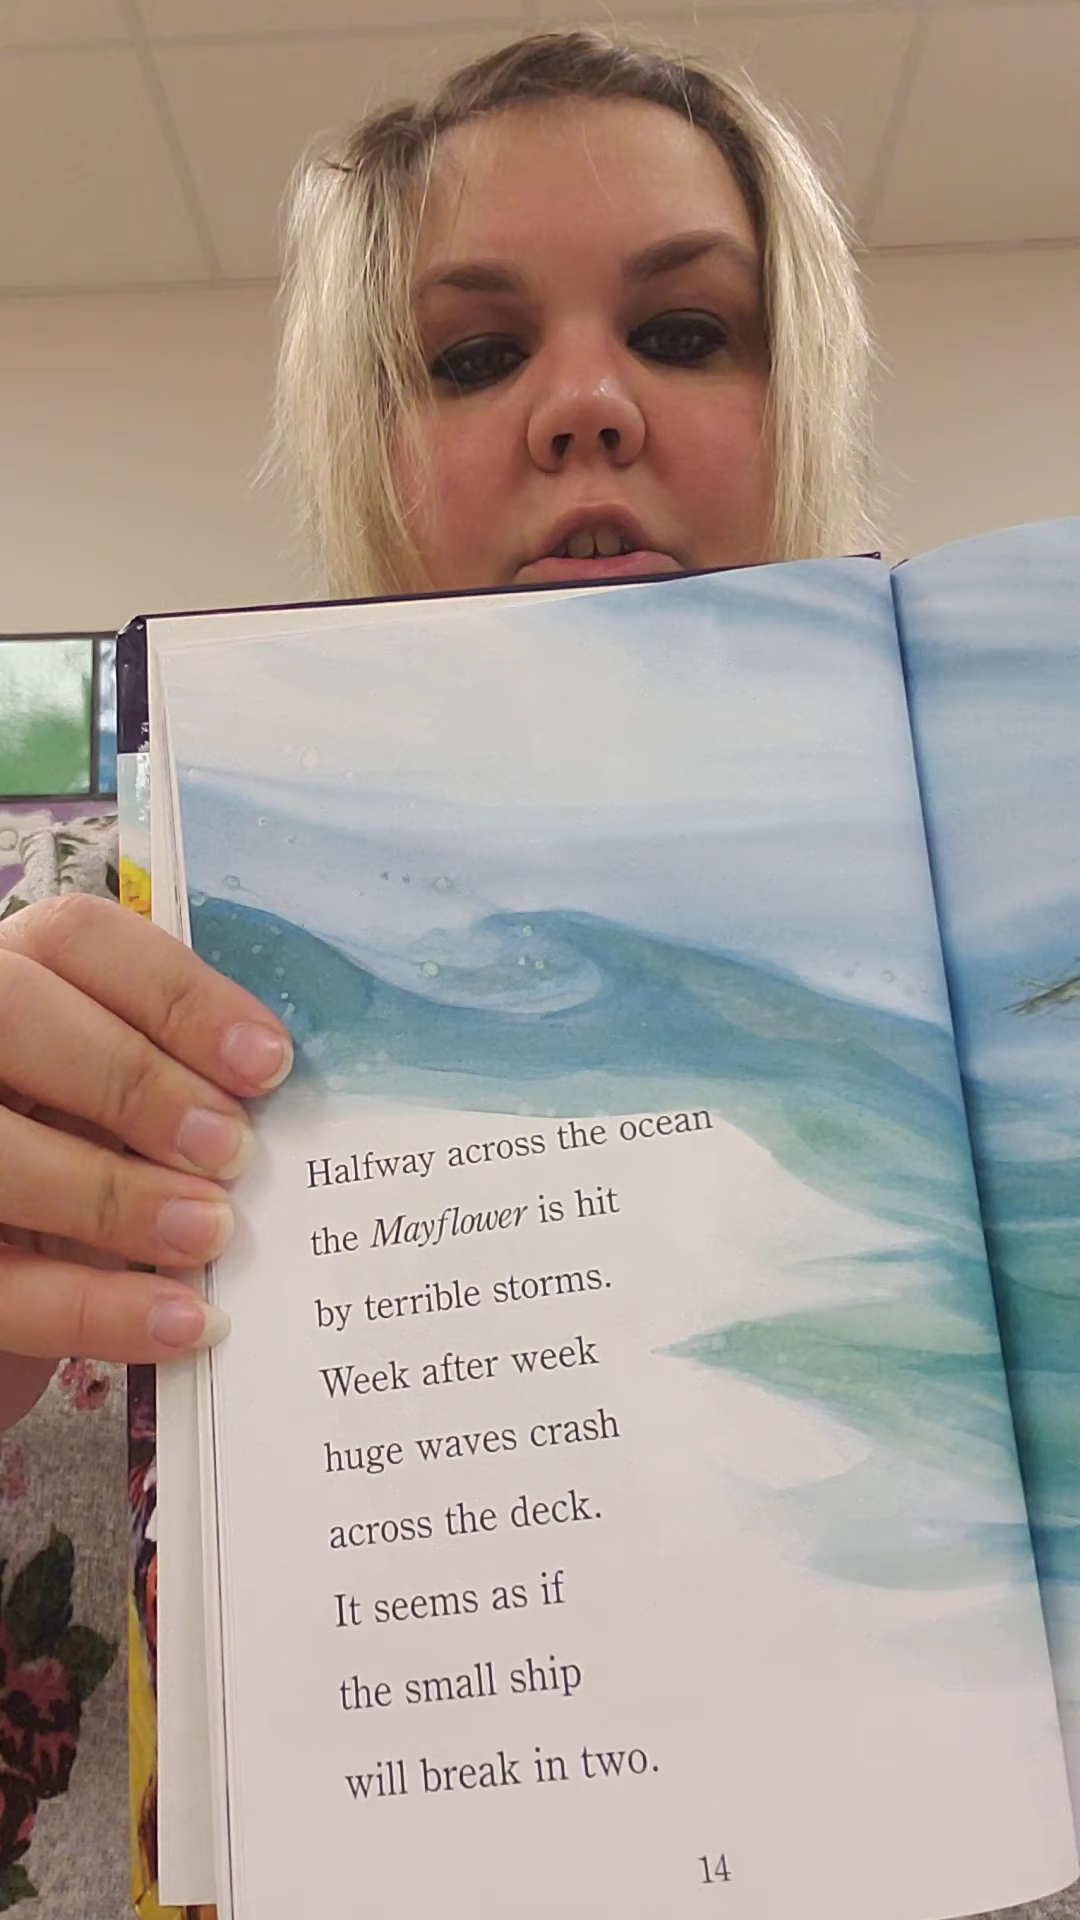 Halfway across the ocean
the Mayflower is hit
by terrible storms.
Week after week
huge waves crash
across the deck.
It seems as if
the small ship
will break in two.
14